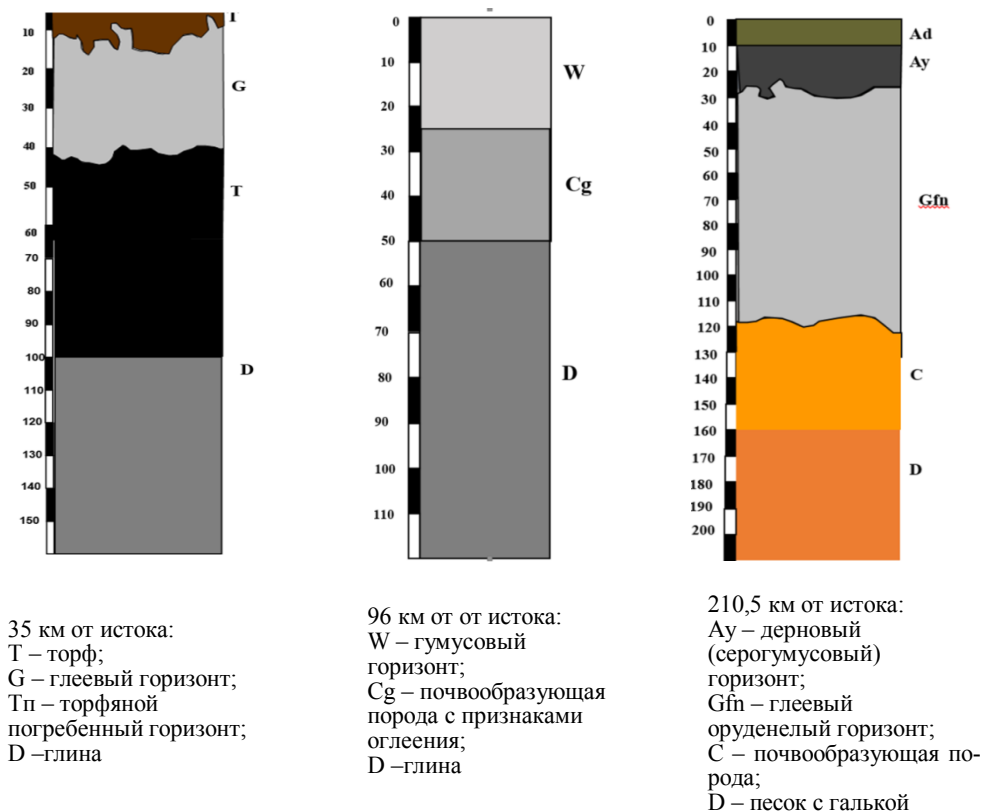 Т
10
20
G
30
40
50
Т
60
70
80
90
100
D
110
120
130
140
150
0
10
W
20
30
Cg
40
50
60
70
D
80
90
100
110
0
Ad
10
Ay
20
30
40
50
60
Gfn
70
80
90
100
110
120
130
C
140
150
160
D
170
180
190
200
35 км от истока:
Т – торф;
G – глеевый горизонт;
Тп – торфяной
погребенный горизонт;
D –глина
96 км от от истока:
W – гумусовый
горизонт;
Cg – почвообразующая
порода с признаками
оглеения;
D –глина
210,5 км от истока:
Ay – дерновый
(серогумусовый)
горизонт;
Gfn – глеевый
оруденелый горизонт;
C – почвообразующая по-
рода;
D – песок с галькой